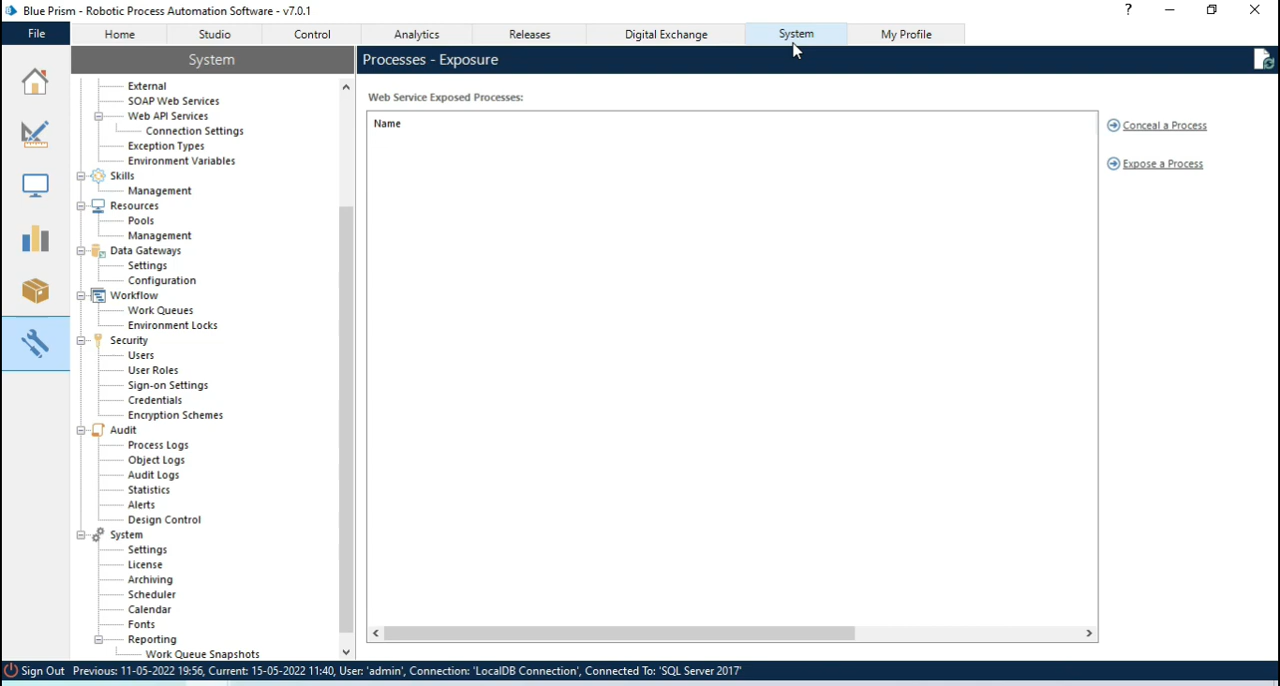 Blue Prism - Robotic Process Automation Software - v7.0.1
?
File Home Studio Control Analytics Releases Digital Exchange System My Profile
System
Processes - Exposure
External
SOAP Web Services
Web API Services
Connection Settings
Exception Types
Environment Variables
Skills
Management
Resources
Pools
Management
Data Gateways
Settings
Configuration
Workflow
Work Queues
Environment Locks
Security
Users
User Roles
Sign-on Settings
Credentials
Encryption Schemes
Audit
Process Logs
Object Logs
Audit Logs
Statistics
Alerts
Design Control
System
Settings
License
Archiving
Scheduler
Calendar
Fonts
Reporting
Work Queue Snapshots
Web Service Exposed Processes:
Name
Conceal a Process
Expose a Process
Sign Out Previous: 11-05-2022 19:56, Current: 15-05-2022 11:40, User: 'admin', Connection: 'LocalDB Connection', Connected To: 'SQL Server 2017'